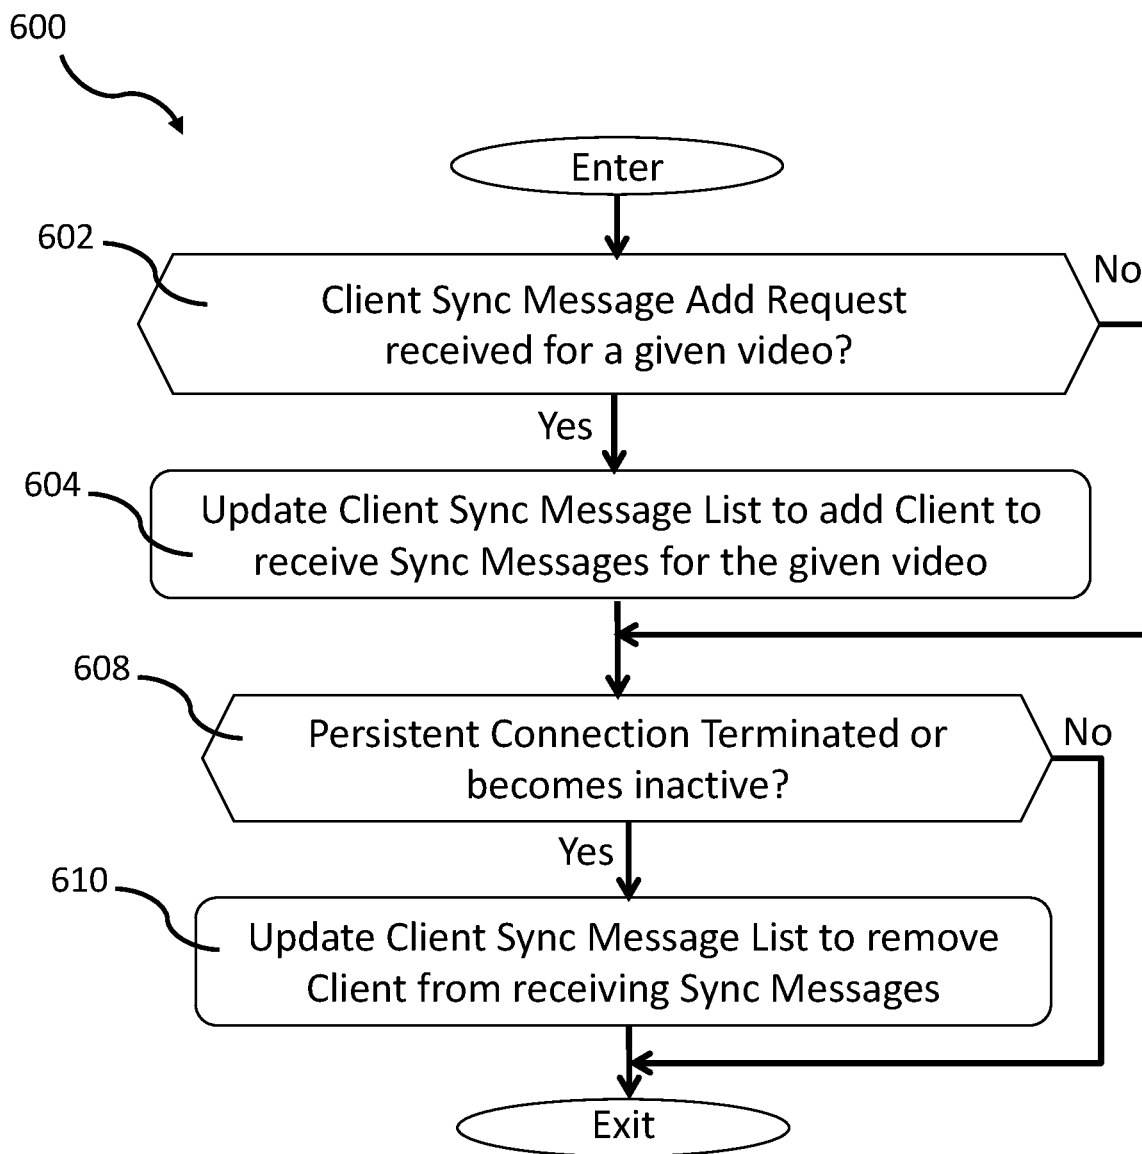 600
Enter
602
No
Client Sync Message Add Request
received for a given video?
Yes
604
Update Client Sync Message List to add Client to
receive Sync Messages for the given video
608
Persistent Connection Terminated or
becomes inactive?
No
Yes
610
Update Client Sync Message List to remove
Client from receiving Sync Messages
Exit